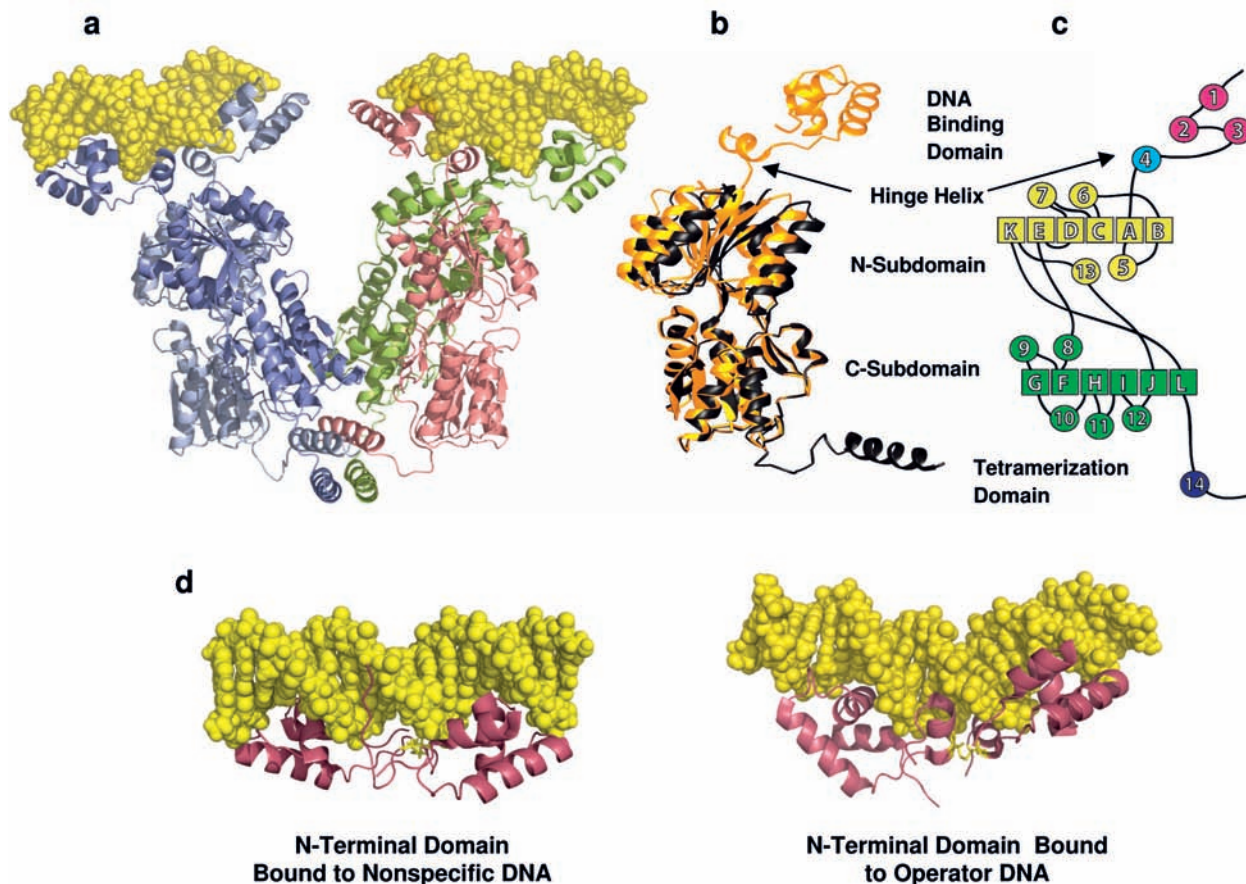 a
b
c
DNA
Binding
Domain
Hinge Helix
N-Subdomain
C-Subdomain
Tetramerization
Domain
1
2
3
4
7
6
K E D C A B
13
5
9
8
G F H I J L
10
11
12
14
d
N-Terminal Domain
Bound to Nonspecific DNA
N-Terminal Domain Bound
to Operator DNA